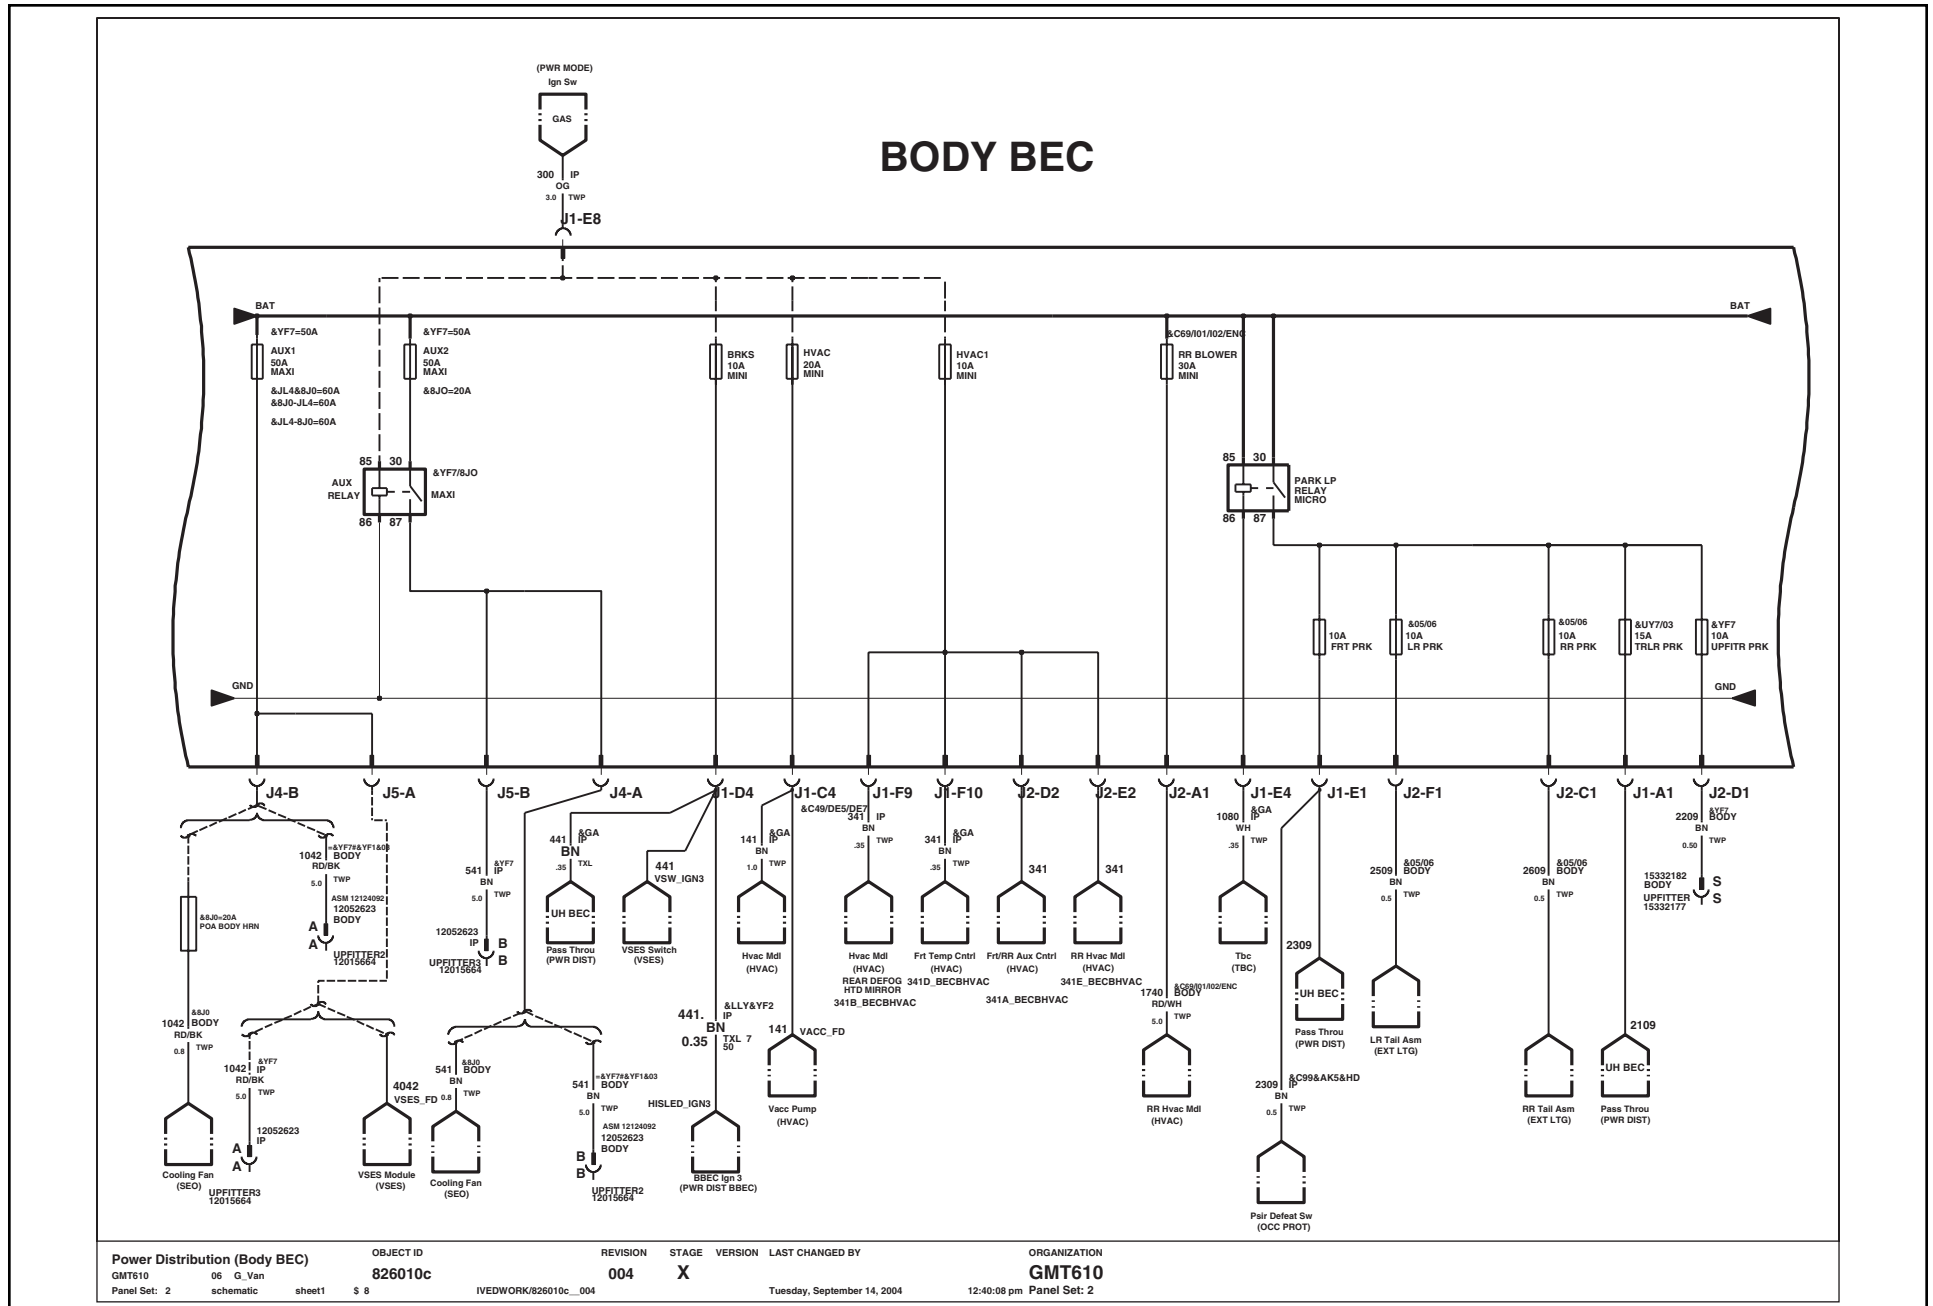 (PWR MODE)
Ign Sw
GAS
BODY BEC
300 IP
OG
3.0 TWP
J1-E8
BAT
BAT
&YF7=50A
AUX1
50A
MAXI
&JL4&8J0=60A
&8J0-JL4=60A
&JL4-8J0=60A
&YF7=50A
AUX2
50A
MAXI
&8JO=20A
BRKS
10A
MINI
HVAC
20A
MINI
HVAC1
10A
MINI
&C69/I01/I02/ENC
RR BLOWER
30A
MINI
85 30
&YF7/8JO
AUX
RELAY
MAXI
86 87
85 30
PARK LP
RELAY
MICRO
86 87
10A
FRT PRK
&05/06
10A
LR PRK
&05/06
10A
RR PRK
&UY7/03
15A
TRLR PRK
&YF7
10A
UPFITR PRK
GND
GND
J4-B
J5-A
J5-B
J4-A
J1-D4
J1-C4
J1-F9
J1-F10
J2-D2
J2-E2
J2-A1
J1-E4
J1-E1
J2-F1
J2-C1
J1-A1
J2-D1
=&YF7#&YF1&03
1042 BODY
RD/BK
5.0 TWP
ASM 12124092
12052623
BODY
A
A
UPFITTER2
12015664
&8J0=20A
POA BODY HRN
&8J0
1042 BODY
RD/BK
0.8 TWP
Cooling Fan
(SEO)
&YF7
1042 IP
RD/BK
5.0 TWP
12052623
IP
A
A
UPFITTER3
12015664
4042
VSES_FD
VSES Module
(VSES)
&YF7
541 IP
BN
5.0 TWP
12052623
IP
B
B
UPFITTER3
12015664
&8J0
541 BODY
BN
0.8 TWP
Cooling Fan
(SEO)
=&YF7#&YF1&03
541 BODY
BN
5.0 TWP
ASM 12124092
12052623
BODY
B
B
UPFITTER2
12015664
&GA
441 IP
BN
.35 TXL
UH BEC
Pass Throu
(PWR DIST)
441
VSW_IGN3
VSES Switch
(VSES)
&LLY&YF2
441. IP
BN
0.35 TXL 7
50
HISLED_IGN3
BBEC Ign 3
(PWR DIST BBEC)
&GA
141 IP
BN
1.0 TWP
Hvac Mdl
(HVAC)
141 VACC_FD
Vacc Pump
(HVAC)
&C49/DE5/DE7
341 IP
BN
.35 TWP
Hvac Mdl
(HVAC)
REAR DEFOG
HTD MIRROR
341B_BECBHVAC
&GA
341 IP
BN
.35 TWP
Frt Temp Cntrl
(HVAC)
341D_BECBHVAC
341
Frt/RR Aux Cntrl
(HVAC)
341A_BECBHVAC
341
RR Hvac Mdl
(HVAC)
341E_BECBHVAC
&C69/I01/I02/ENC
1740 BODY
RD/WH
5.0 TWP
RR Hvac Mdl
(HVAC)
&GA
1080 IP
WH
.35 TWP
Tbc
(TBC)
2309
UH BEC
Pass Throu
(PWR DIST)
&C99&AK5&HD
2309 IP
BN
0.5 TWP
Psir Defeat Sw
(OCC PROT)
&05/06
2509 BODY
BN
0.5 TWP
LR Tail Asm
(EXT LTG)
&05/06
2609 BODY
BN
0.5 TWP
RR Tail Asm
(EXT LTG)
2109
UH BEC
Pass Throu
(PWR DIST)
&YF7
2209 BODY
BN
0.50 TWP
15332182
BODY
S
S
UPFITTER
15332177
Power Distribution (Body BEC)
GMT610 06 G_Van
Panel Set: 2 schematic sheet1 $ 8
OBJECT ID
826010c
IVEDWORK/826010c__004
REVISION STAGE VERSION LAST CHANGED BY
004 X
Tuesday, September 14, 2004 12:40:08 pm
ORGANIZATION
GMT610
Panel Set: 2